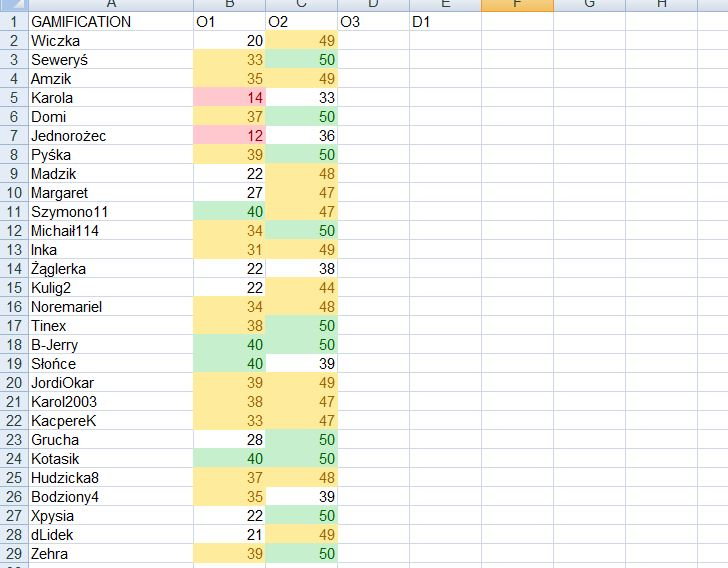 A B C D E F G H
1 GAMIFICATION O1 O2 O3 D1
2 Wiczka 20 49
3 Seweryś 33 50
4 Amzik 35 49
5 Karola 14 33
6 Domi 37 50
7 Jednorożec 12 36
8 Pyśka 39 50
9 Madzik 22 48
10 Margaret 27 47
11 Szymono11 40 47
12 Michaił114 34 50
13 Inka 31 49
14 Żąglerka 22 38
15 Kulig2 22 44
16 Noremariel 34 48
17 Tinex 38 50
18 B-Jerry 40 50
19 Słońce 40 39
20 JordiOkar 39 49
21 Karol2003 38 47
22 KacpereK 33 47
23 Grucha 28 50
24 Kotasik 40 50
25 Hudzicka8 37 48
26 Bodziony4 35 39
27 Xpysia 22 50
28 dLidek 21 49
29 Zehra 39 50